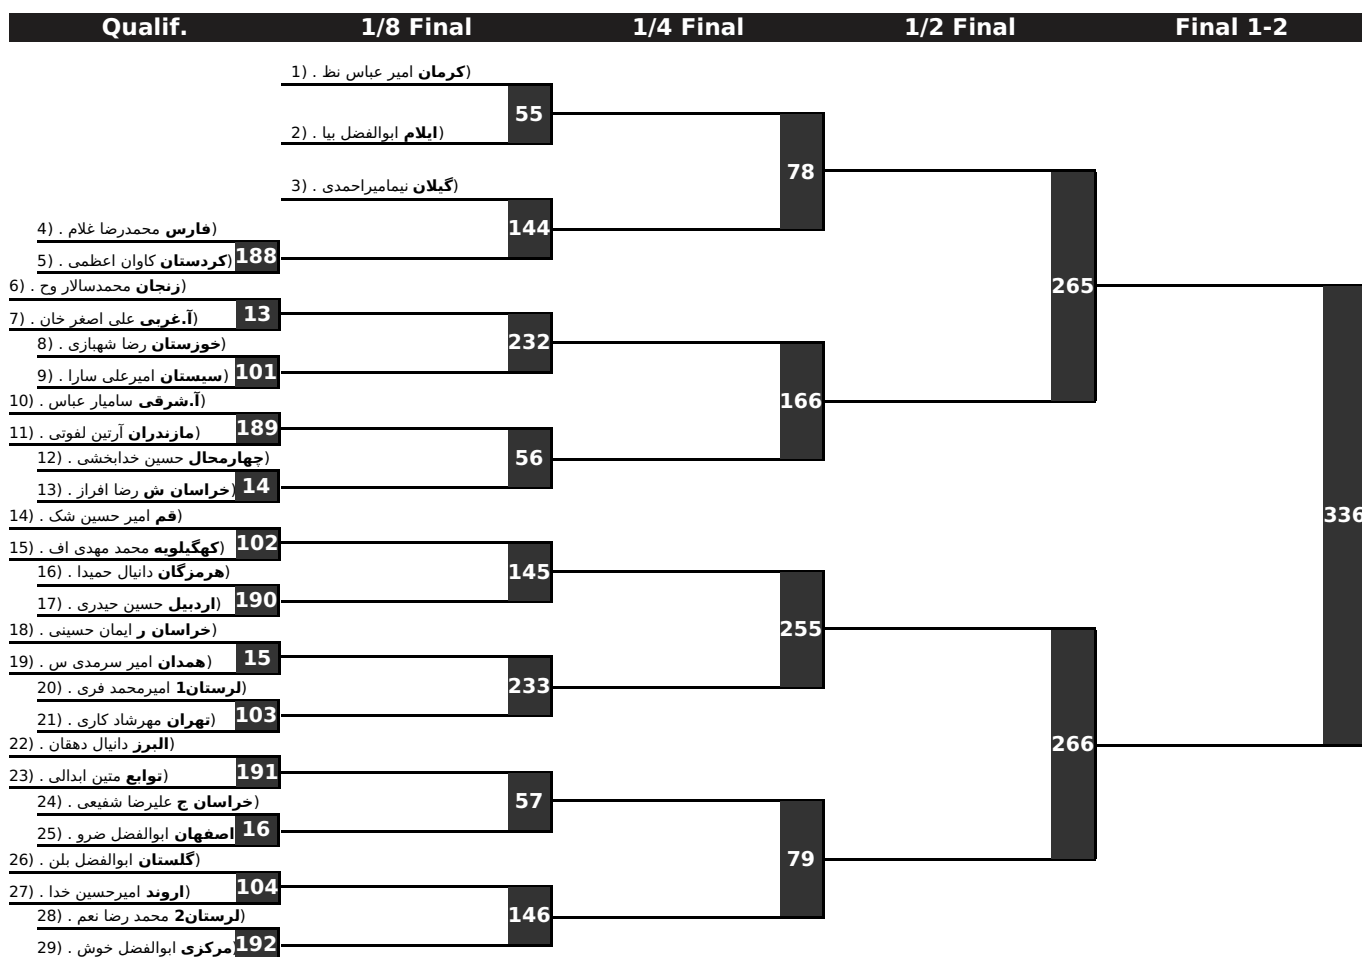 Qualif. 1/8 Final 1/4 Final 1/2 Final Final 1-2
1) . امیر عباس نظ کرمان)
55
2) . ابوالفضل بیا ایلام)
78
3) . نیمامیراحمدی گیلان)
144
4) . محمدرضا غلام فارس)
188
5) . کاوان اعظمی کردستان)
265
6) . محمدسالار وح زنجان)
13
7) . علی اصغر خان آ.غربی)
232
8) . رضا شهبازی خوزستان)
101
9) . امیرعلی سارا سیستان)
166
10) . سامیار عباس آ.شرقی)
189
11) . آرتین لفوتی مازندران)
56
12) . حسین خدابخشی چهارمحال)
14
13) . رضا افراز خراسان ش)
336
14) . امیر حسین شک قم)
102
15) . محمد مهدی اف کهگیلویه)
145
16) . دانیال حمیدا هرمزگان)
190
17) . حسین حیدری اردبیل)
255
18) . ایمان حسینی خراسان ر)
15
19) . امیر سرمدی س همدان)
233
20) . امیرمحمد فری لرستان1)
103
21) . مهرشاد کاری تهران)
266
22) . دانیال دهقان البرز)
191
23) . متین ابدالی توابع)
57
24) . علیرضا شفیعی خراسان ج)
16
25) . ابوالفضل ضرو اصفهان
79
26) . ابوالفضل بلن گلستان)
104
27) . امیرحسین خدا اروند)
146
28) . محمد رضا نعم لرستان2)
192
29) . ابوالفضل خوش مرکزی)